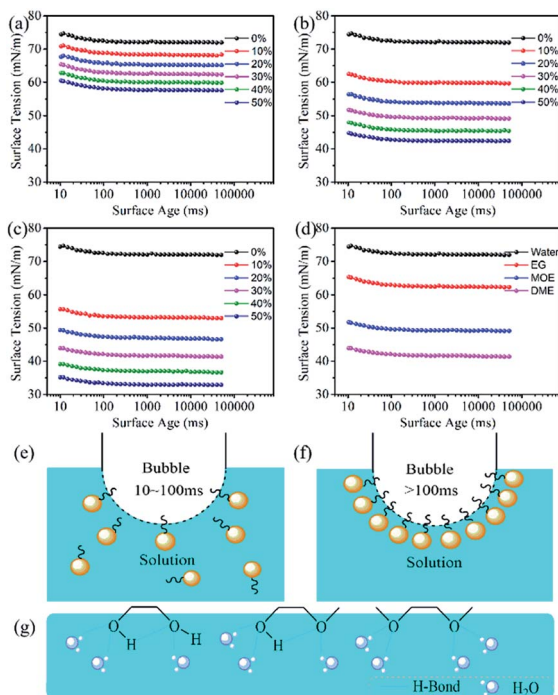 (a)
80
70
60
50
40
30
Surface Tension (mN/m)
10 100 1000 10000 100000
Surface Age (ms)
0%
10%
20%
30%
40%
50%
(b)
80
70
60
50
40
30
Surface Tension (mN/m)
10 100 1000 10000 100000
Surface Age (ms)
0%
10%
20%
30%
40%
50%
(c)
80
70
60
50
40
30
Surface Tension (mN/m)
10 100 1000 10000 100000
Surface Age (ms)
0%
10%
20%
30%
40%
50%
(d)
80
70
60
50
40
30
Surface Tension (mN/m)
10 100 1000 10000 100000
Surface Age (ms)
Water
EG
MOE
DME
(e)
Bubble
10~100ms
Solution
(f)
Bubble
>100ms
Solution
(g)
O O O O O O
H H H
H-Bond H₂O